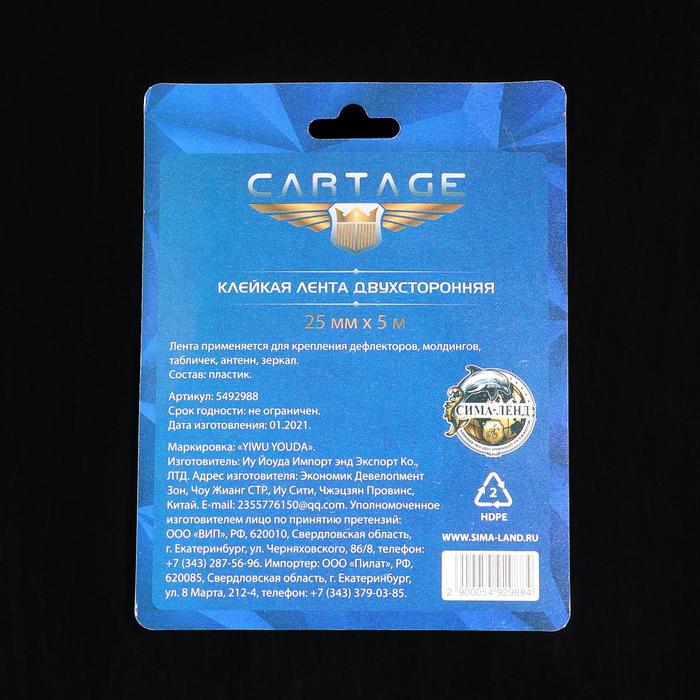 CARTAGE
КЛЕЙКАЯ ЛЕНТА ДВУХСТОРОННЯЯ
25 мм х 5 м
Лента применяется для крепления дефлекторов, молдингов,
табличек, антенн, зеркал.
Состав: пластик.
Артикул: 5492988
Срок годности: не ограничен.
Дата изготовления: 01.2021.
Маркировка: «YIWU YOUDA».
Изготовитель: Иу Йоуда Импорт энд Экспорт Ко.,
ЛТД. Адрес изготовителя: Экономик Девелопмент
Зон, Чоу Жианг СТР., Иу Сити, Чжэцзян Провинс,
Китай. E-mail: 2355776150@qq.com. Уполномоченное
изготовителем лицо по принятию претензий:
ООО «ВИП», РФ, 620010, Свердловская область,
г. Екатеринбург, ул. Черняховского, 86/8, телефон:
+7 (343) 287-56-96. Импортер: ООО «Пилат», РФ,
620085, Свердловская область, г. Екатеринбург,
ул. 8 Марта, 212-4, телефон: +7 (343) 379-03-85.
СИМА-ЛЕНД
2
HDPE
WWW.SIMA-LAND.RU
2 900054 929884